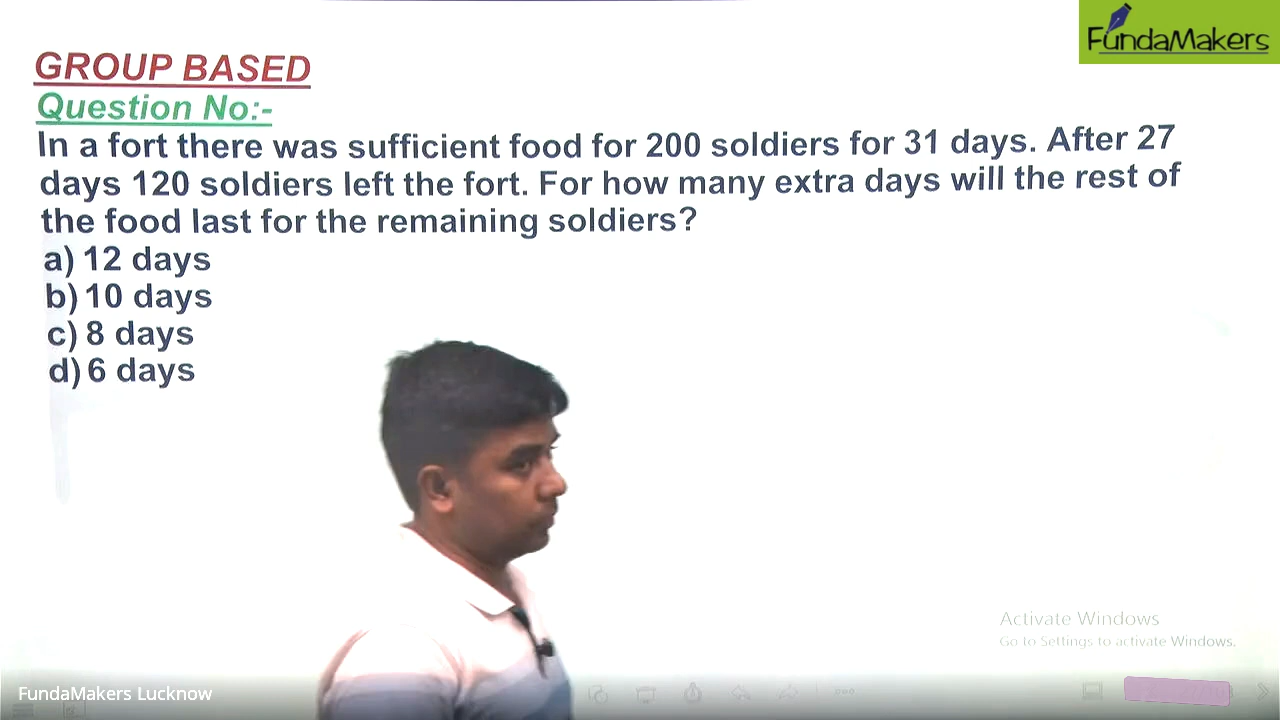 FundaMakers
GROUP BASED
Question No:-
In a fort there was sufficient food for 200 soldiers for 31 days. After 27
days 120 soldiers left the fort. For how many extra days will the rest of
the food last for the remaining soldiers?
a) 12 days
b) 10 days
c) 8 days
d) 6 days
Activate Windows
Go to Settings to activate Windows.
FundaMakers Lucknow